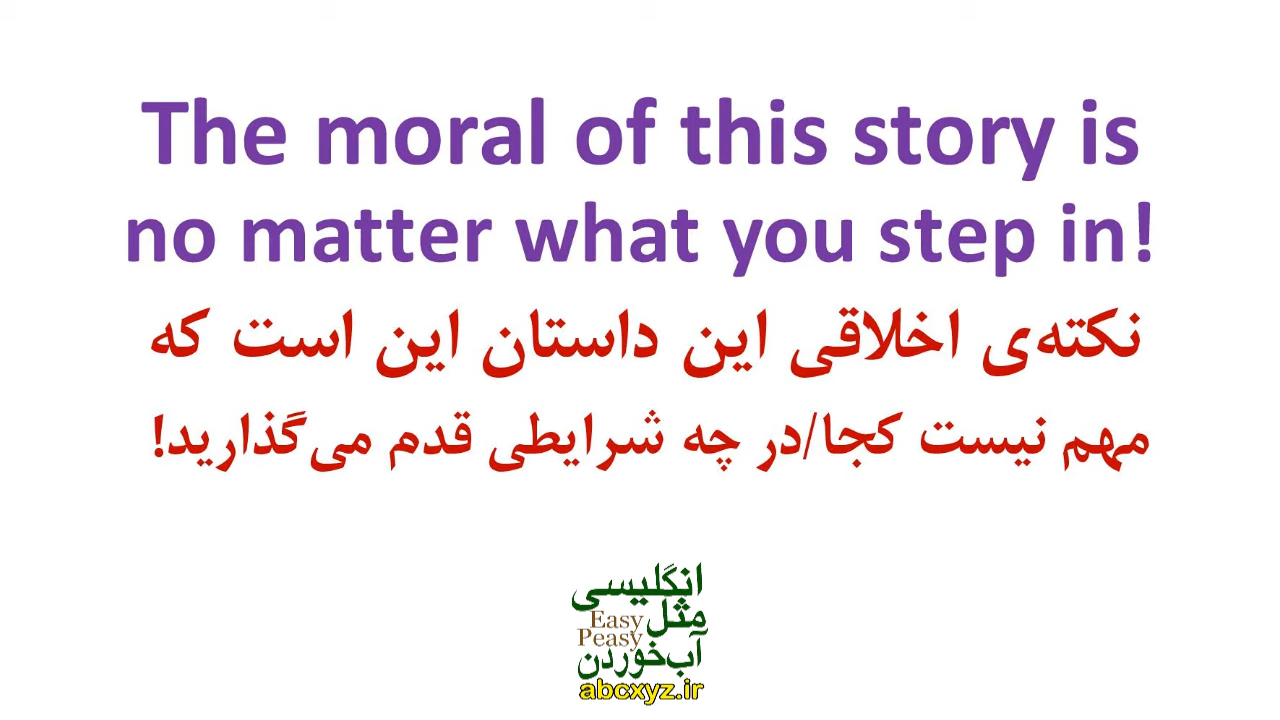 The moral of this story is
no matter what you step in!
نکته‌ی اخلاقی این داستان این است که
مهم نیست کجا/در چه شرایطی قدم می‌گذارید!
انگلیسی
مثل
Easy
Peasy
آب‌خوردن
abcxyz.ir